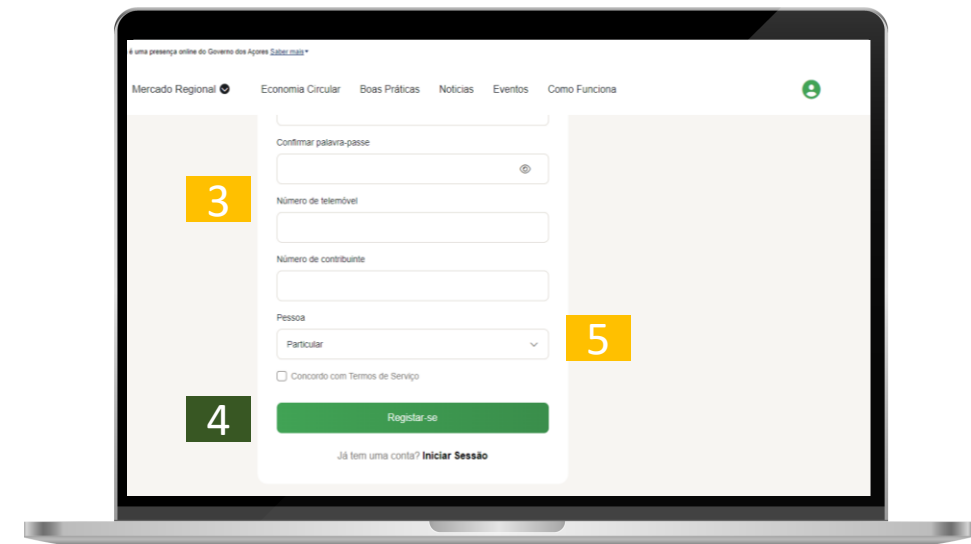 é uma presença online do Governo dos Açores Saber mais
Mercado Regional Economia Circular Boas Práticas Noticias Eventos Como Funciona
Confirmar palavra-passe
3
Número de telemóvel
Número de contribuinte
Pessoa
Particular
5
Concordo com Termos de Serviço
4
Registar-se
Já tem uma conta? Iniciar Sessão